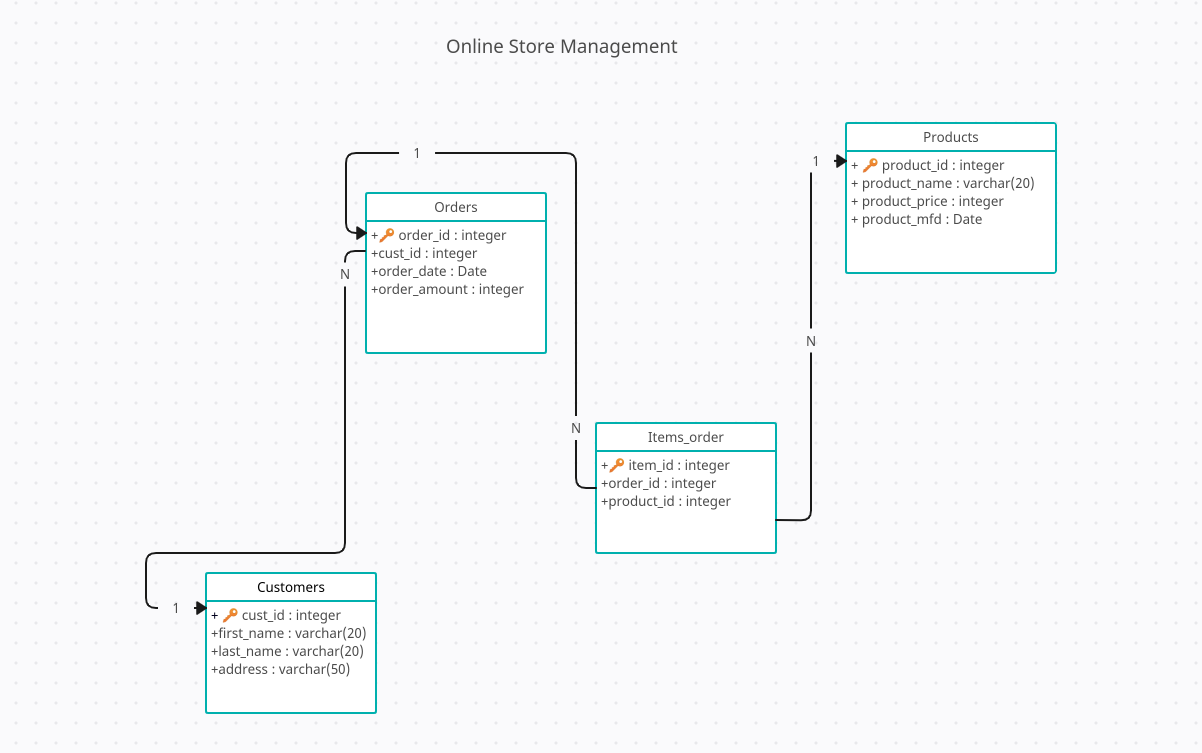 Online Store Management
1
Orders
+🔑 order_id : integer
+cust_id : integer
+order_date : Date
+order_amount : integer
N
1
Products
+ 🔑 product_id : integer
+ product_name : varchar(20)
+ product_price : integer
+ product_mfd : Date
N
N
Items_order
+🔑 item_id : integer
+order_id : integer
+product_id : integer
1
Customers
+ 🔑 cust_id : integer
+first_name : varchar(20)
+last_name : varchar(20)
+address : varchar(50)